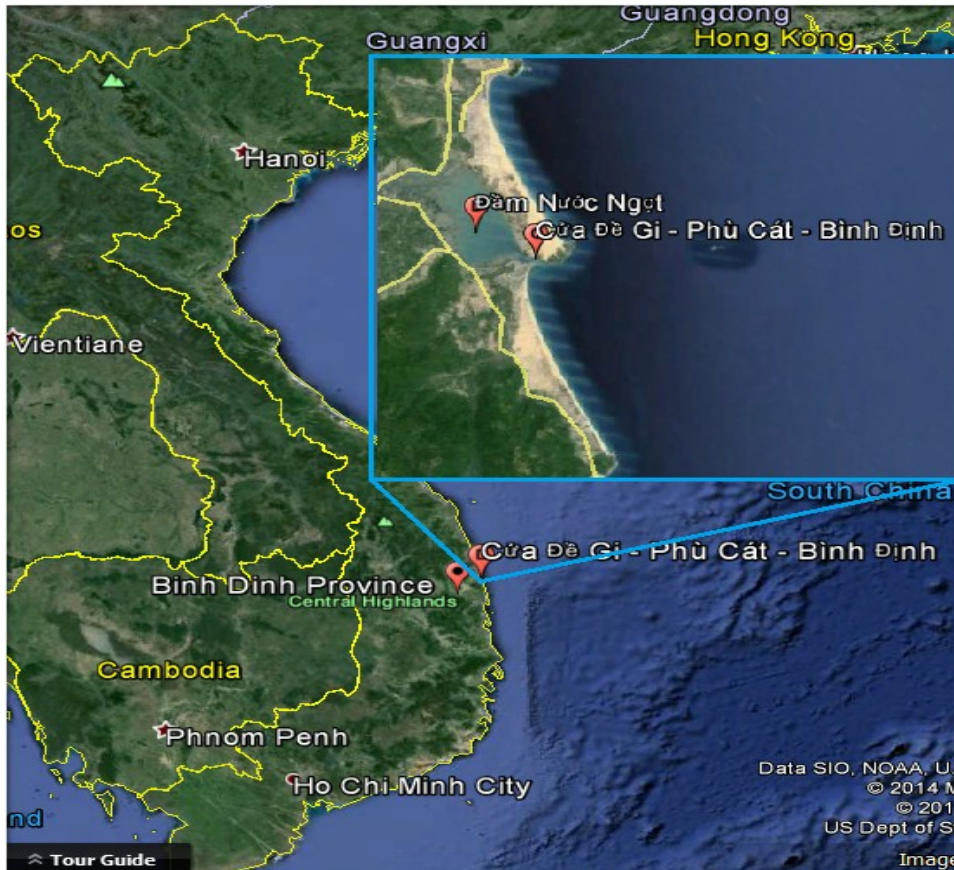 Guangdong
Guangxi
Hong Kong
Hanoi
Đầm Nước Ngọt
Cửa Đề Gi - Phù Cát - Bình Định
os
Vientiane
South China
Cửa Đề Gi - Phù Cát - Bình Định
Binh Dinh Province
Central Highlands
Cambodia
Phnom Penh
Ho Chi Minh City
Data SIO, NOAA, U.
© 2014 M
© 201
nd
US Dept of S
Tour Guide
Image